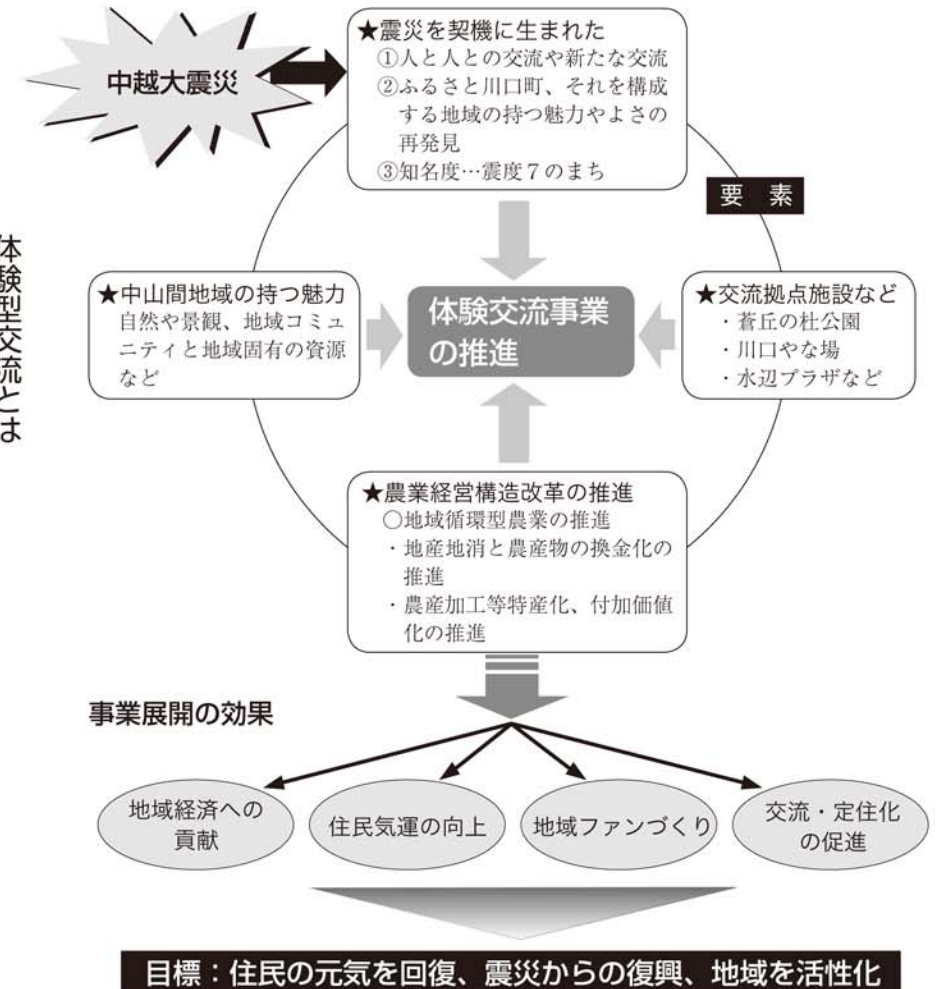 体験型交流とは
中越大震災
★震災を契機に生まれた
①人と人との交流や新たな交流
②ふるさと川口町、それを構成
する地域の持つ魅力やよさの
再発見
③知名度…震度７のまち
要　素
★中山間地域の持つ魅力
自然や景観、地域コミュ
ニティと地域固有の資源
など
体験交流事業
の推進
★交流拠点施設など
・蒼丘の杜公園
・川口やな場
・水辺プラザなど
★農業経営構造改革の推進
○地域循環型農業の推進
・地産地消と農産物の換金化の
推進
・農産加工等特産化、付加価値
化の推進
事業展開の効果
地域経済への
貢献
住民気運の向上
地域ファンづくり
交流・定住化
の促進
目標：住民の元気を回復、震災からの復興、地域を活性化